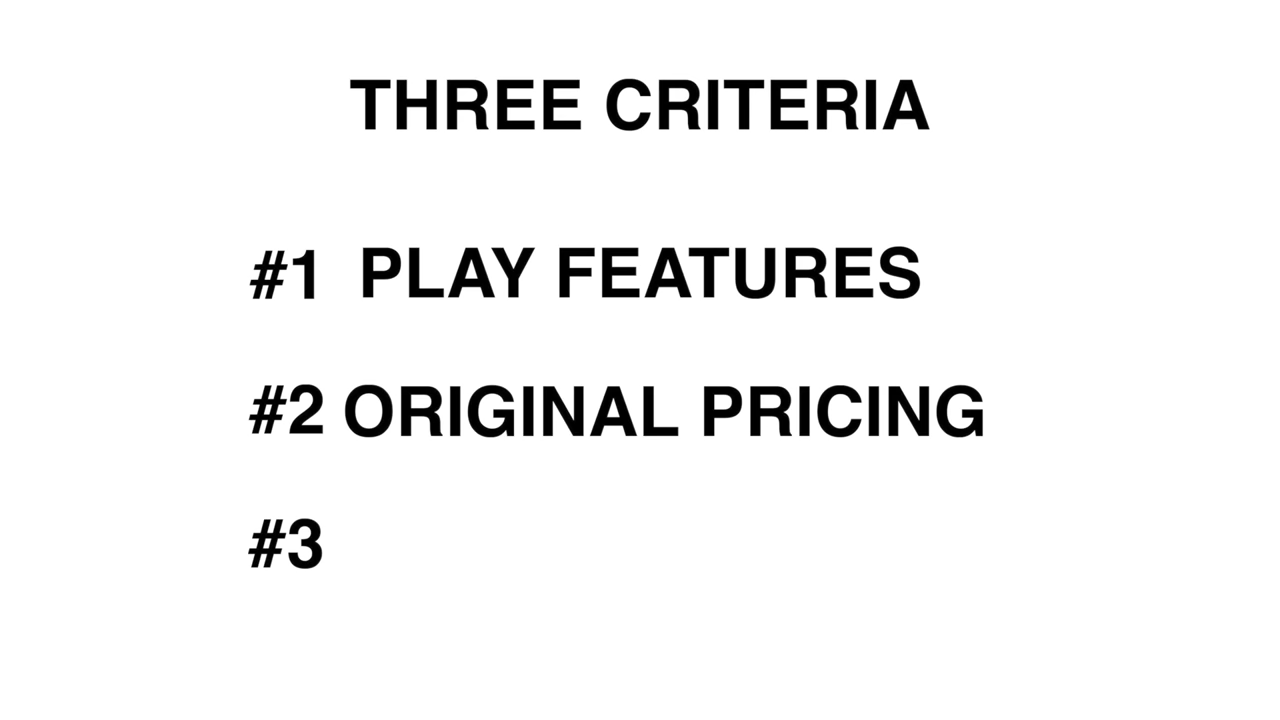 THREE CRITERIA
#1 PLAY FEATURES
#2 ORIGINAL PRICING
#3